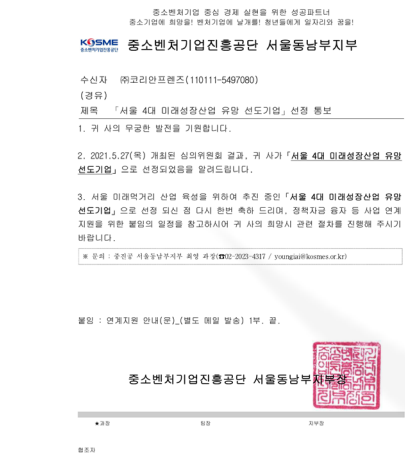 중소벤처기업 중심 경제 실현을 위한 성공파트너
중소기업에 희망을! 벤처기업에 날개를! 청년들에게 일자리와 꿈을!
KOSME 중소벤처기업진흥공단 서울동남부지부
중소벤처기업진흥공단
수신자 ㈜코리안프렌즈(110111-5497080)
(경유)
제목 「서울 4대 미래성장산업 유망 선도기업」선정 통보
1. 귀 사의 무궁한 발전을 기원합니다.
2. 2021.5.27(목) 개최된 심의위원회 결과, 귀 사가「서울 4대 미래성장산업 유망
선도기업」으로 선정되었음을 알려드립니다.
3. 서울 미래먹거리 산업 육성을 위하여 추진 중인「서울 4대 미래성장산업 유망
선도기업」으로 선정 되신 점 다시 한번 축하 드리며, 정책자금 융자 등 사업 연계
지원을 위한 붙임의 일정을 참고하시어 귀 사의 희망시 관련 절차를 진행해 주시기
바랍니다.
※ 문의 : 중진공 서울동남부지부 최영 과장(☎02-2023-4317 / youngjai@kosmes.or.kr)
붙임 : 연계지원 안내(문)_(별도 메일 발송) 1부. 끝.
중소벤처기업진흥공단 서울동남부지부장
★과장 팀장 지부장
협조자